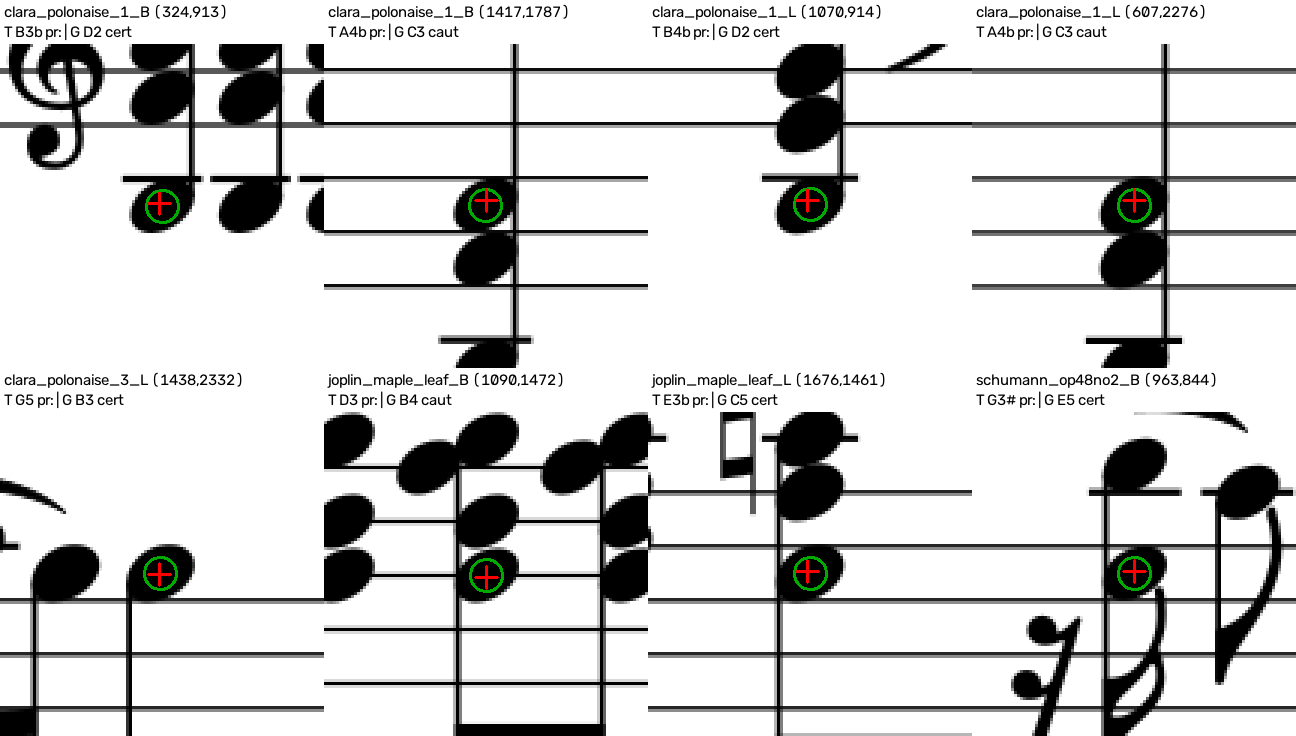 clara_polonaise_1_B (324,913)
T B3b pr:|G D2 cert
clara_polonaise_1_B (1417,1787)
T A4b pr:|G C3 caut
clara_polonaise_1_L (1070,914)
T B4b pr:|G D2 cert
clara_polonaise_1_L (607,2276)
T A4b pr:|G C3 caut
clara_polonaise_3_L (1438,2332)
T G5 pr:|G B3 cert
joplin_maple_leaf_B (1090,1472)
T D3 pr:|G B4 caut
joplin_maple_leaf_L (1676,1461)
T E3b pr:|G C5 cert
schumann_op48no2_B (963,844)
T G3# pr:|G E5 cert